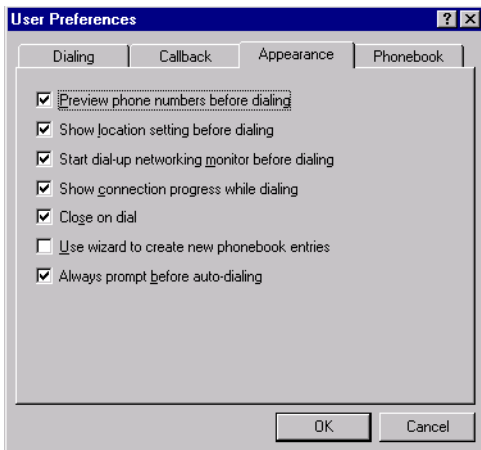 User Preferences
Dialing Callback Appearance Phonebook
Preview phone numbers before dialing
Show location setting before dialing
Start dial-up networking monitor before dialing
Show connection progress while dialing
Close on dial
Use wizard to create new phonebook entries
Always prompt before auto-dialing
OK Cancel